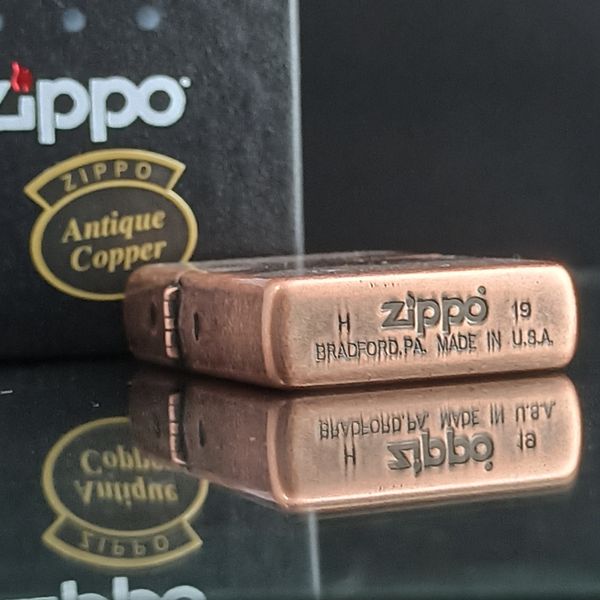 zippo
ZIPPO
Antique
Copper
H zippo 19
BRADFORD,PA. MADE IN U.S.A.